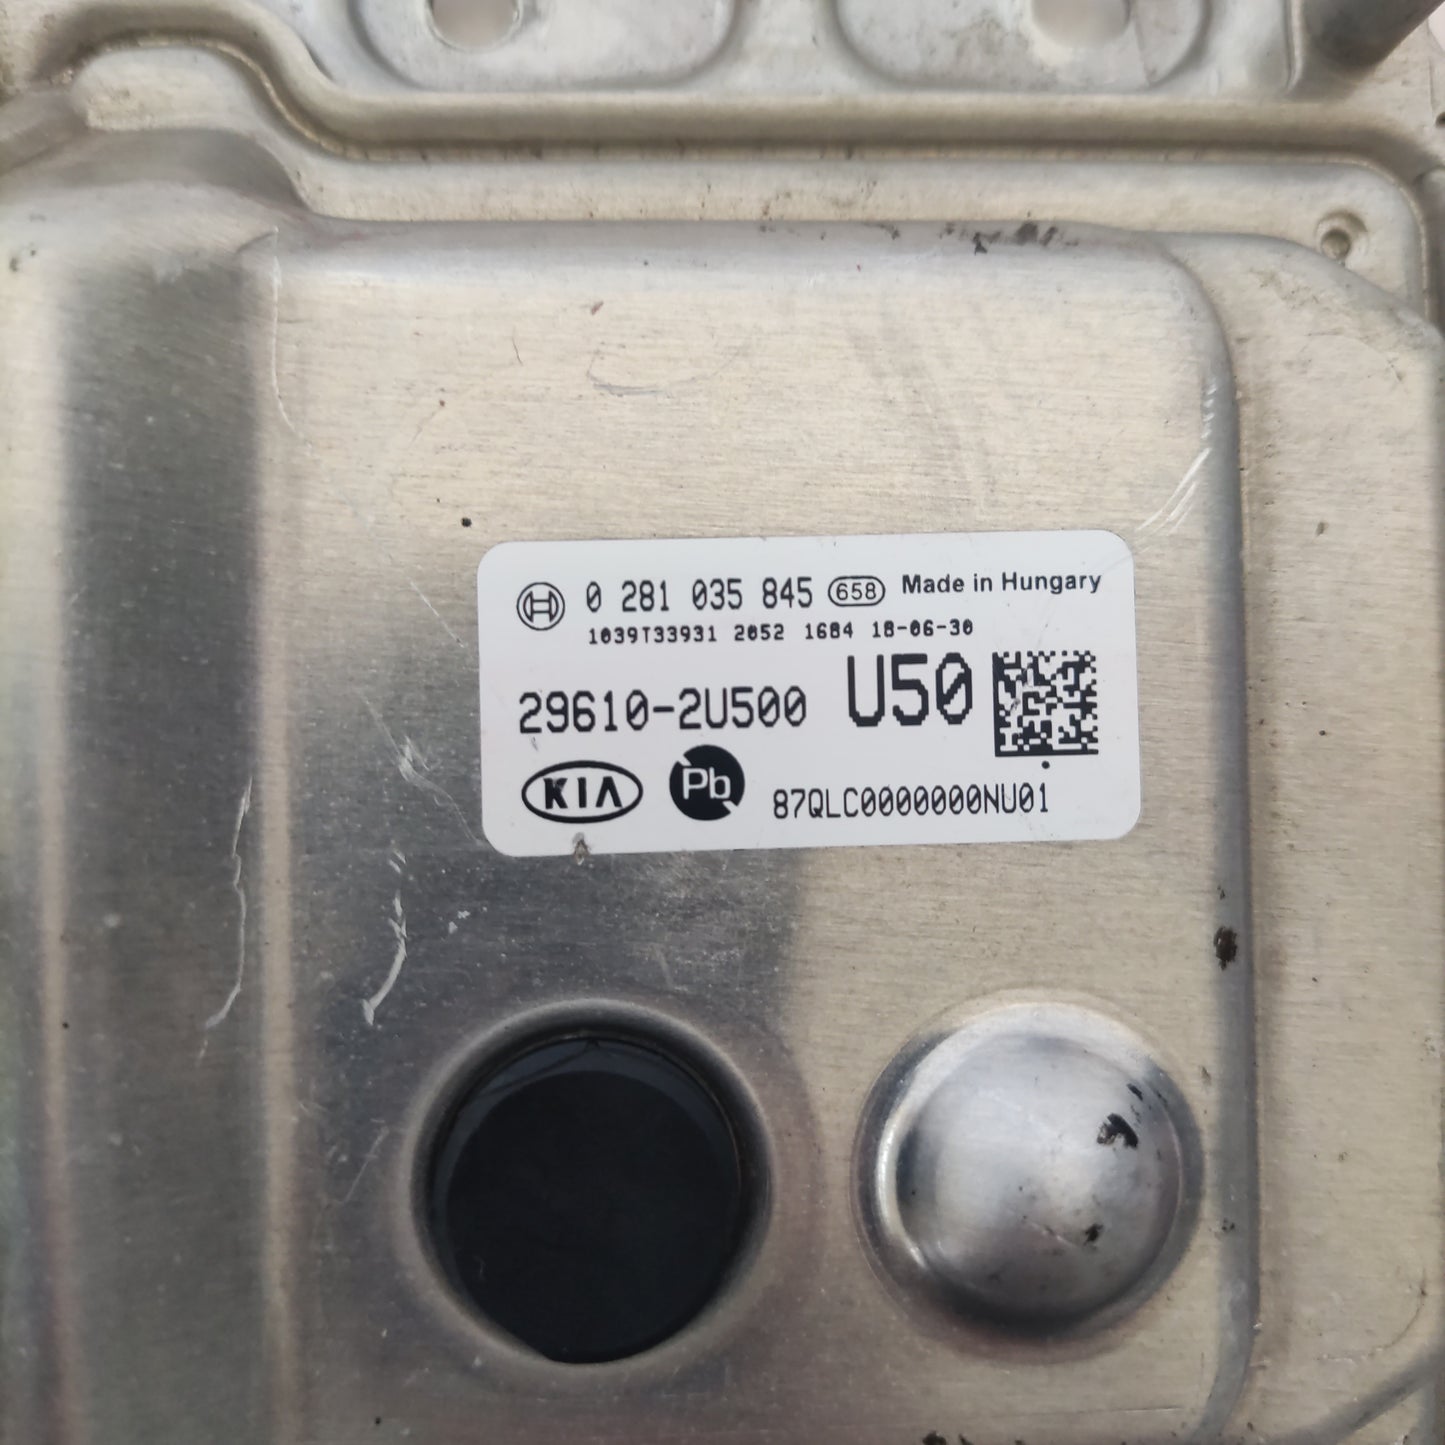 0 281 035 845 658 Made in Hungary
1039T33931 2052 1684 18-06-30
29610-2U500 U50
KIA Pb 87QLC0000000NU01